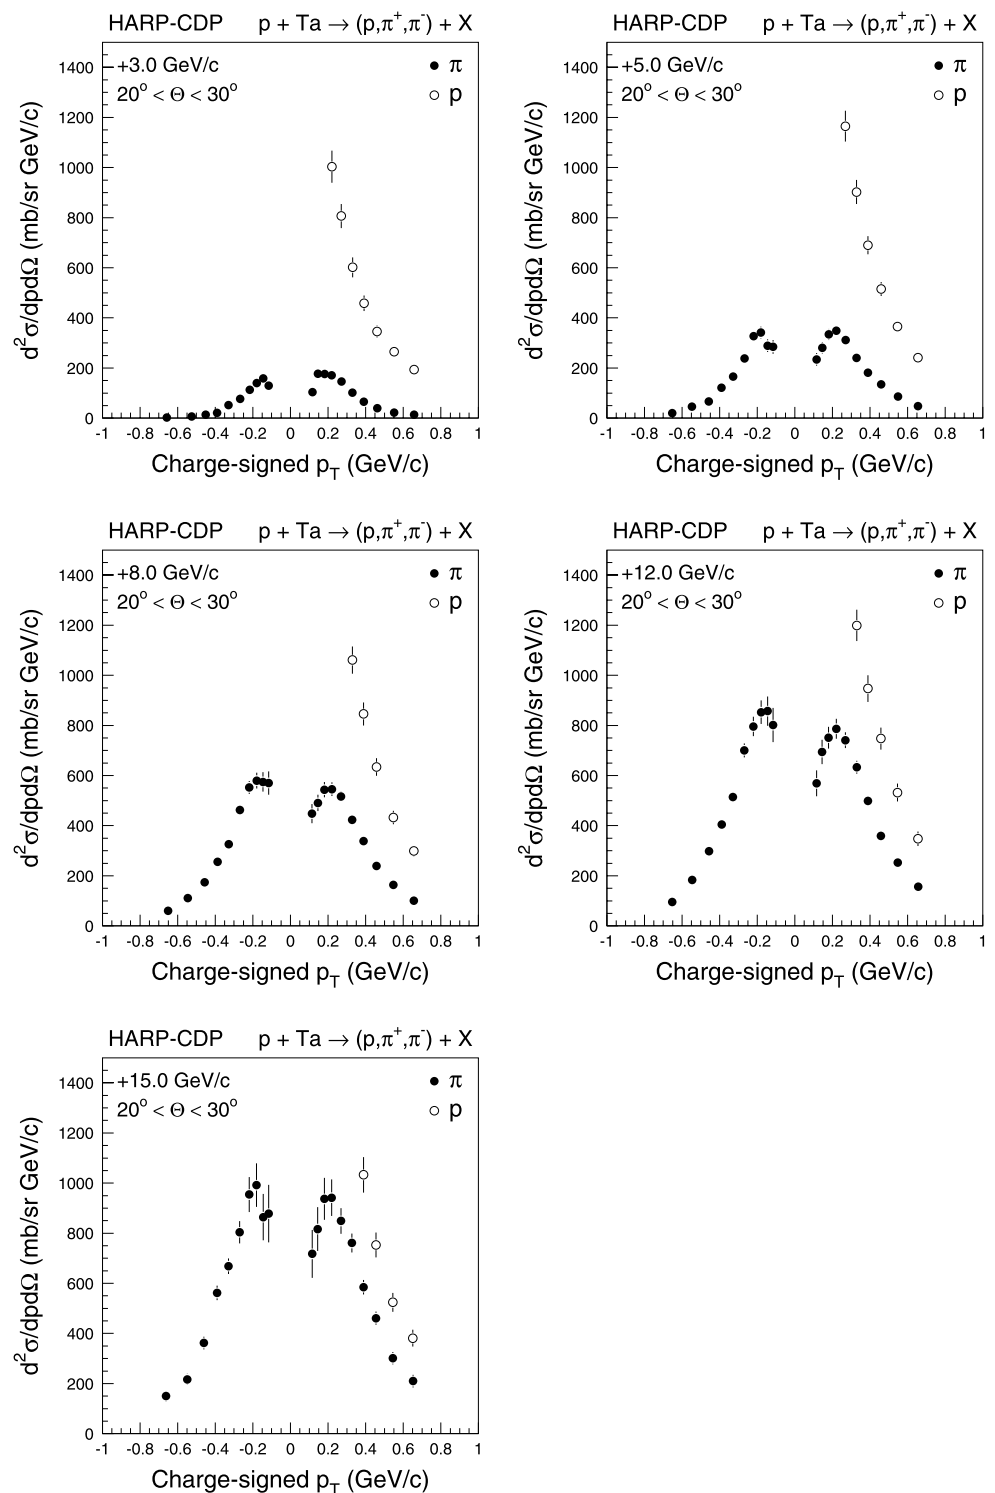 HARP-CDP p + Ta → (p,π⁺,π⁻) + X
1400
1200
1000
800
600
400
200
0
+3.0 GeV/c
20° < Θ < 30°
π
p
d²σ/dpdΩ (mb/sr GeV/c)
-1 -0.8 -0.6 -0.4 -0.2 0 0.2 0.4 0.6 0.8 1
Charge-signed p_T (GeV/c)
HARP-CDP p + Ta → (p,π⁺,π⁻) + X
1400
1200
1000
800
600
400
200
0
+5.0 GeV/c
20° < Θ < 30°
π
p
d²σ/dpdΩ (mb/sr GeV/c)
-1 -0.8 -0.6 -0.4 -0.2 0 0.2 0.4 0.6 0.8 1
Charge-signed p_T (GeV/c)
HARP-CDP p + Ta → (p,π⁺,π⁻) + X
1400
1200
1000
800
600
400
200
0
+8.0 GeV/c
20° < Θ < 30°
π
p
d²σ/dpdΩ (mb/sr GeV/c)
-1 -0.8 -0.6 -0.4 -0.2 0 0.2 0.4 0.6 0.8 1
Charge-signed p_T (GeV/c)
HARP-CDP p + Ta → (p,π⁺,π⁻) + X
1400
1200
1000
800
600
400
200
0
+12.0 GeV/c
20° < Θ < 30°
π
p
d²σ/dpdΩ (mb/sr GeV/c)
-1 -0.8 -0.6 -0.4 -0.2 0 0.2 0.4 0.6 0.8 1
Charge-signed p_T (GeV/c)
HARP-CDP p + Ta → (p,π⁺,π⁻) + X
1400
1200
1000
800
600
400
200
0
+15.0 GeV/c
20° < Θ < 30°
π
p
d²σ/dpdΩ (mb/sr GeV/c)
-1 -0.8 -0.6 -0.4 -0.2 0 0.2 0.4 0.6 0.8 1
Charge-signed p_T (GeV/c)